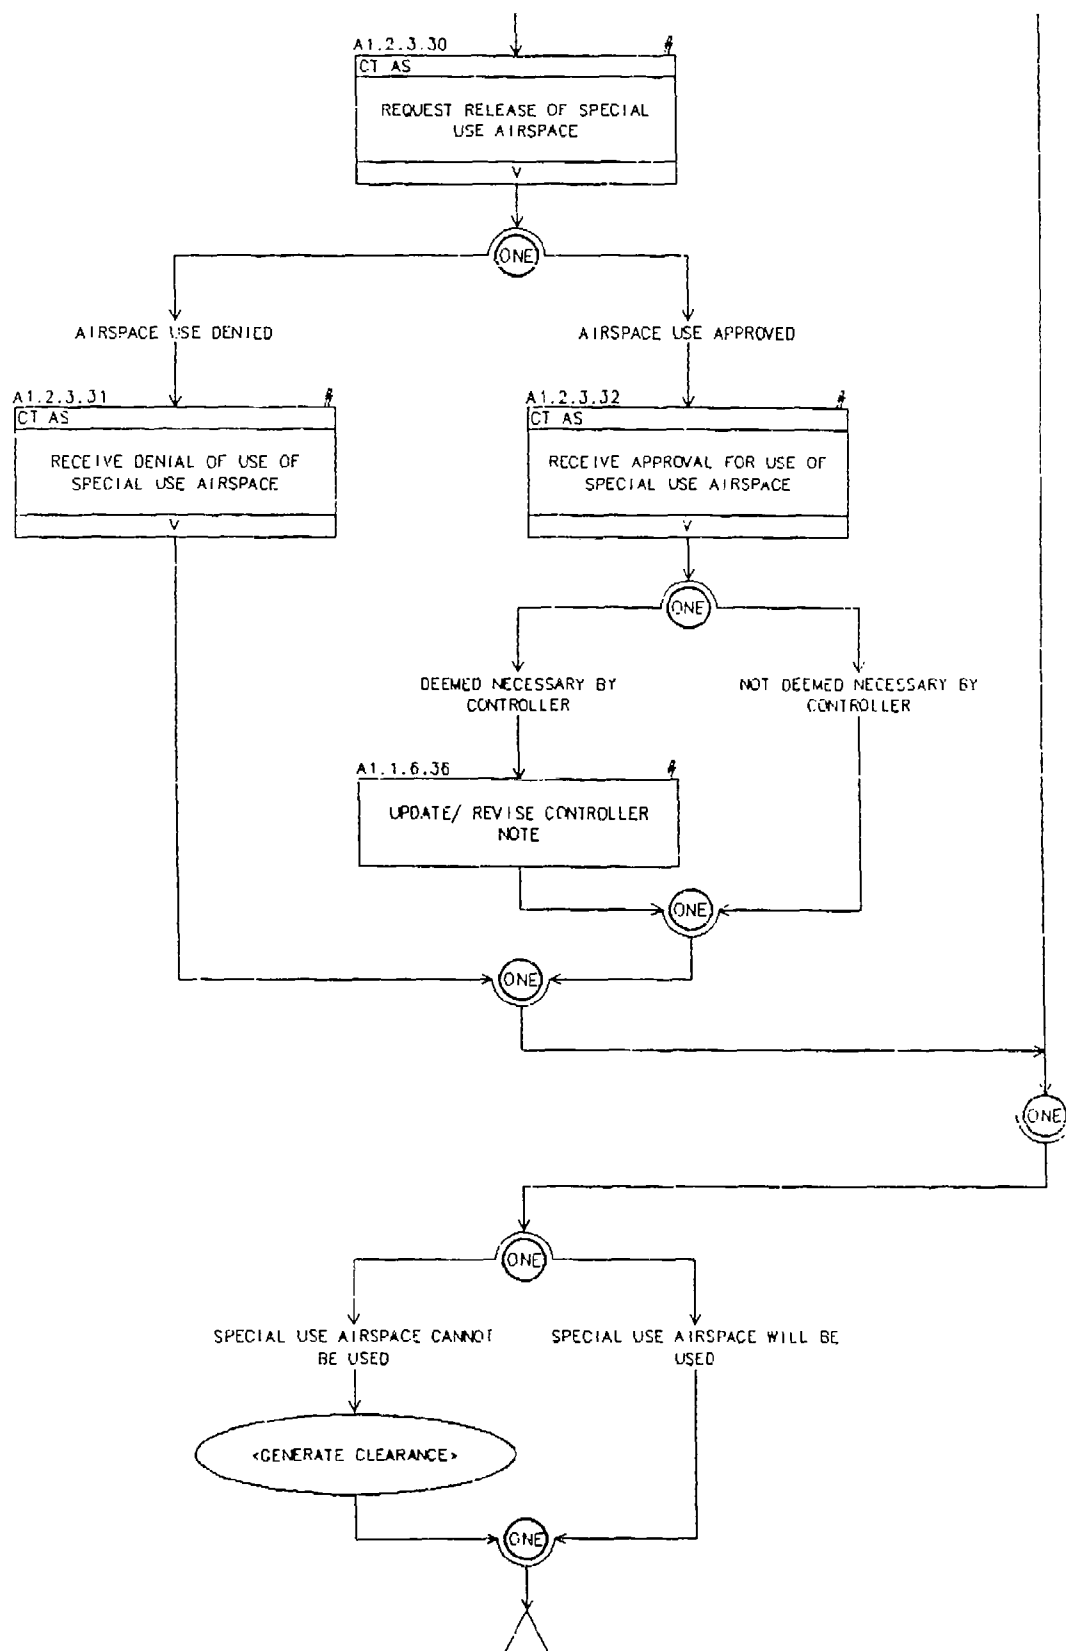 A1.2.3.30
CT AS
REQUEST RELEASE OF SPECIAL
USE AIRSPACE
V
ONE
AIRSPACE USE DENIED
AIRSPACE USE APPROVED
A1.2.3.31
CT AS
RECEIVE DENIAL OF USE OF
SPECIAL USE AIRSPACE
V
A1.2.3.32
CT AS
RECEIVE APPROVAL FOR USE OF
SPECIAL USE AIRSPACE
V
ONE
DEEMED NECESSARY BY
CONTROLLER
NOT DEEMED NECESSARY BY
CONTROLLER
A1.1.6.36
UPDATE/ REVISE CONTROLLER
NOTE
ONE
ONE
ONE
ONE
SPECIAL USE AIRSPACE CANNOT
BE USED
SPECIAL USE AIRSPACE WILL BE
USED
<GENERATE CLEARANCE>
ONE